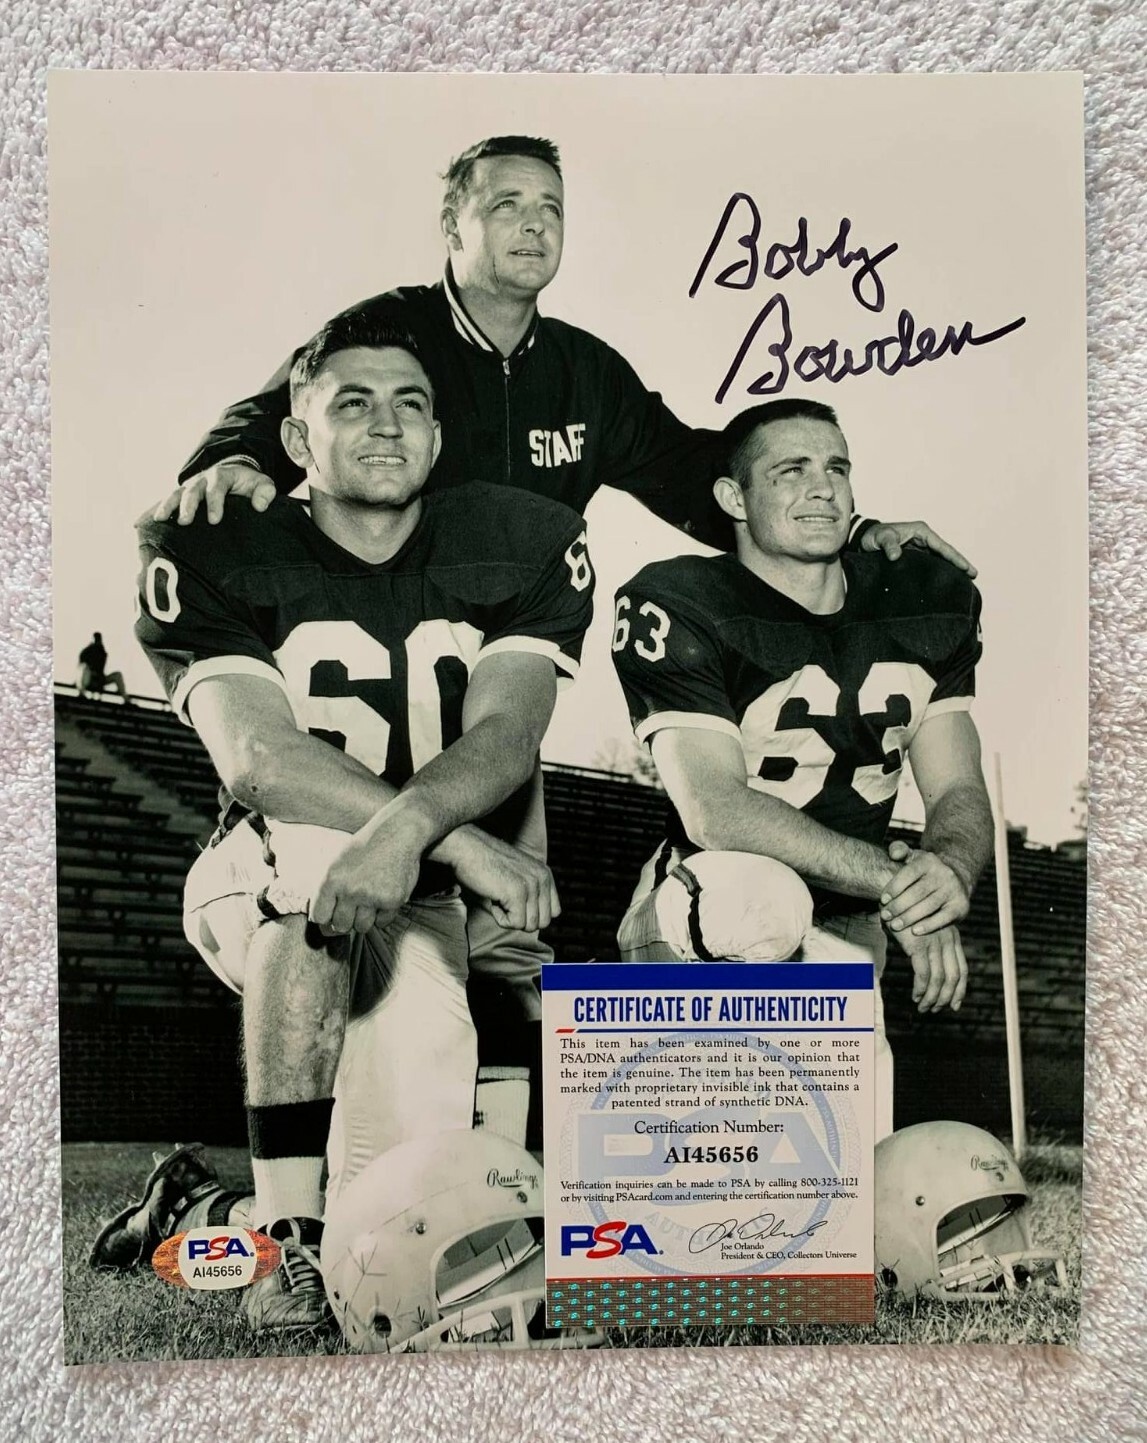 Bobby
Bowden
STAFF
60
6
63
60
63
CERTIFICATE OF AUTHENTICITY
This item has been examined by one or more
PSA/DNA authenticators and it is our opinion that
the item is genuine. The item has been permanently
marked with proprietary invisible ink that contains a
patented strand of synthetic DNA.
Certification Number:
AI45656
Verification inquiries can be made to PSA by calling 800-325-1121
or by visiting PSAcard.com and entering the certification number above.
PSA
Joe Orlando
President & CEO, Collectors Universe
Rawlings
Rawlings
PSA
AI45656